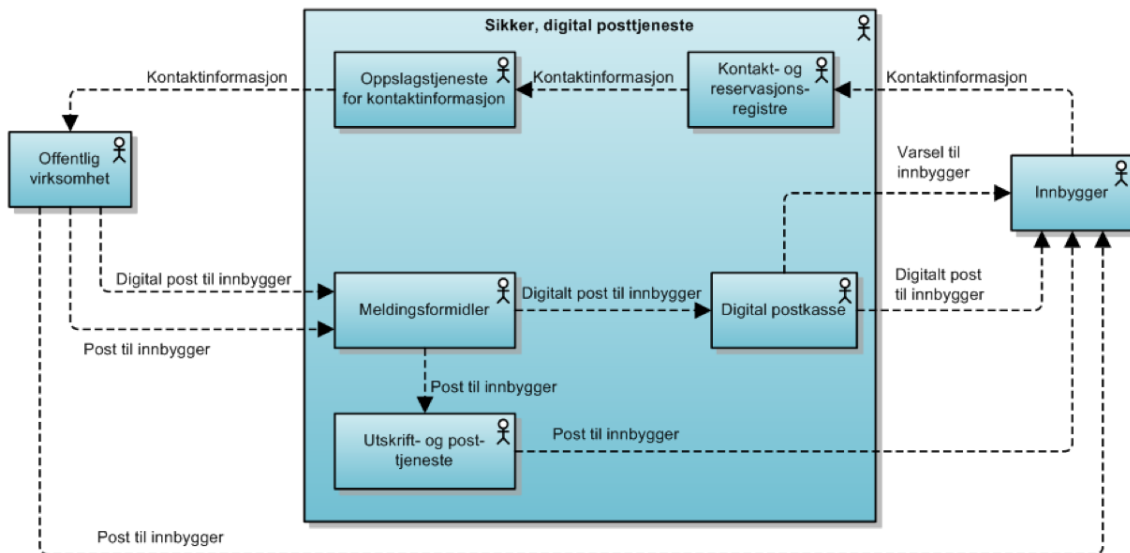 Sikker, digital posttjeneste
Kontaktinformasjon
Oppslagstjeneste
for kontaktinformasjon
Kontaktinformasjon
Kontakt- og
reservasjons-
registre
Kontaktinformasjon
Offentlig
virksomhet
Varsel til
innbygger
Innbygger
Digital post til innbygger
Meldingsformidler
Digitalt post til innbygger
Digital postkasse
Digitalt post
til innbygger
Post til innbygger
Post til innbygger
Utskrift- og post-
tjeneste
Post til innbygger
Post til innbygger